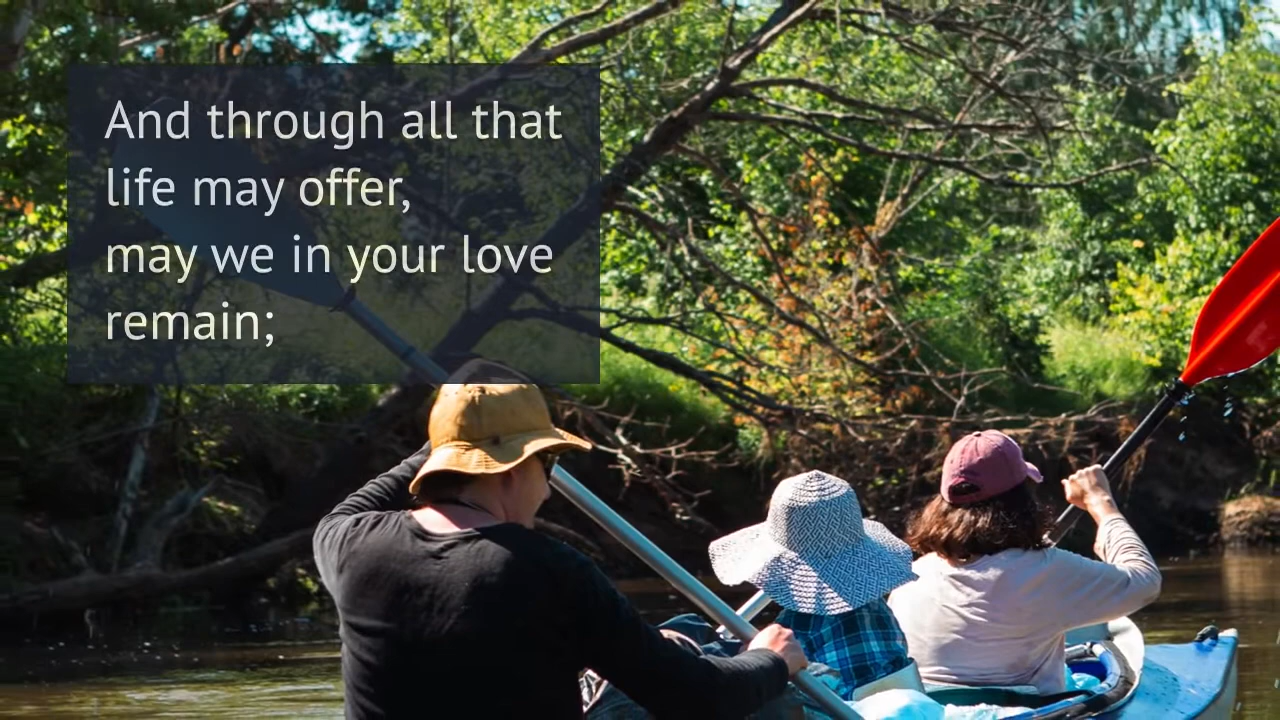 And through all that
life may offer,
may we in your love
remain;